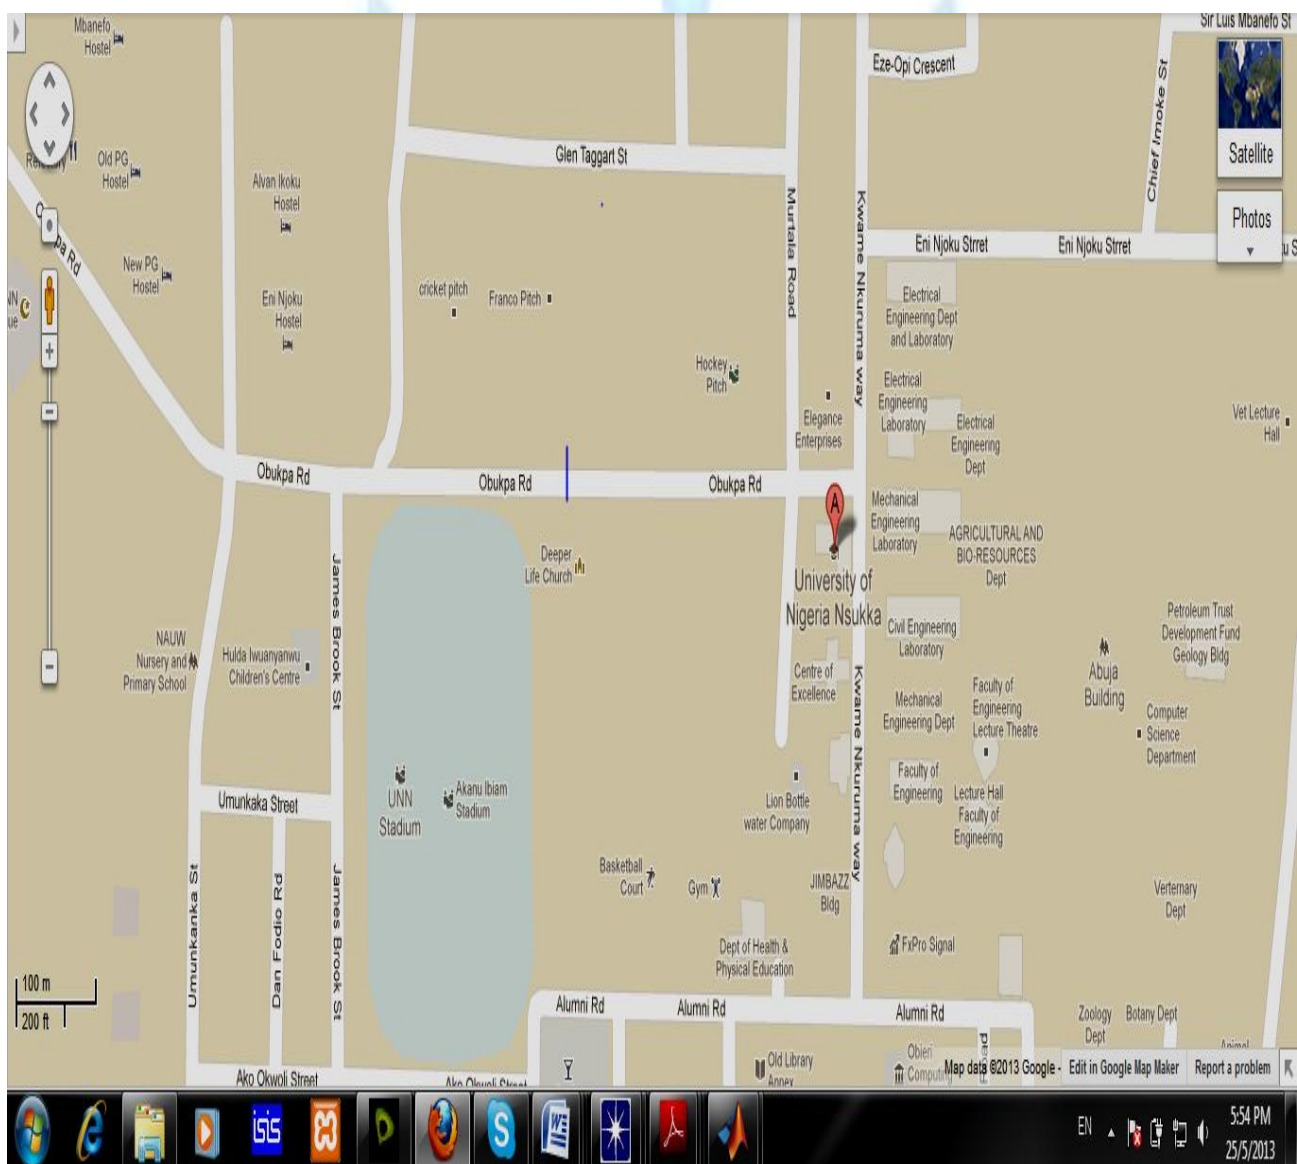 Sir Luis Mbanefo St
Mbanefo
Hostel
Eze-Opi Crescent
Chief Imoke St
Satellite
Photos
Glen Taggart St
Old PG
Hostel
Alvan Ikoku
Hostel
Murtala Road
Kwame Nkuruma way
Eni Njoku Strret
Eni Njoku Strret
New PG
Hostel
cricket pitch
Franco Pitch
Eni Njoku
Hostel
Electrical
Engineering Dept
and Laboratory
Hockey
Pitch
Electrical
Engineering
Laboratory
Elegance
Enterprises
Electrical
Engineering
Dept
Vet Lecture
Hall
Obukpa Rd
Obukpa Rd
Obukpa Rd
A
Mechanical
Engineering
Laboratory
AGRICULTURAL AND
BIO-RESOURCES
Dept
Deeper
Life Church
James Brook St
University of
Nigeria Nsukka
Civil Engineering
Laboratory
Petroleum Trust
Development Fund
Geology Bldg
NAUW
Nursery and
Primary School
Hulda Iwuanyanwu
Children's Centre
Centre of
Excellence
Kwame Nkuruma way
Mechanical
Engineering Dept
Faculty of
Engineering
Lecture Theatre
Abuja
Building
Computer
Science
Department
UNN
Stadium
Akanu Ibiam
Stadium
Umunkaka Street
Lion Bottle
water Company
Faculty of
Engineering
Lecture Hall
Faculty of
Engineering
Basketball
Court
Gym
JIMBAZZ
Bldg
Verternary
Dept
Umunkanka St
Dan Fodio Rd
James Brook St
Dept of Health &
Physical Education
FxPro Signal
100 m
200 ft
Alumni Rd
Alumni Rd
Alumni Rd
Zoology
Dept
Botany Dept
Animal
Ako Okwoli Street
Ako Okwoli Street
Old Library
Annex
Obieri
Computing
Map data ©2013 Google -
Edit in Google Map Maker
Report a problem
isis
EN
5:54 PM
25/5/2013